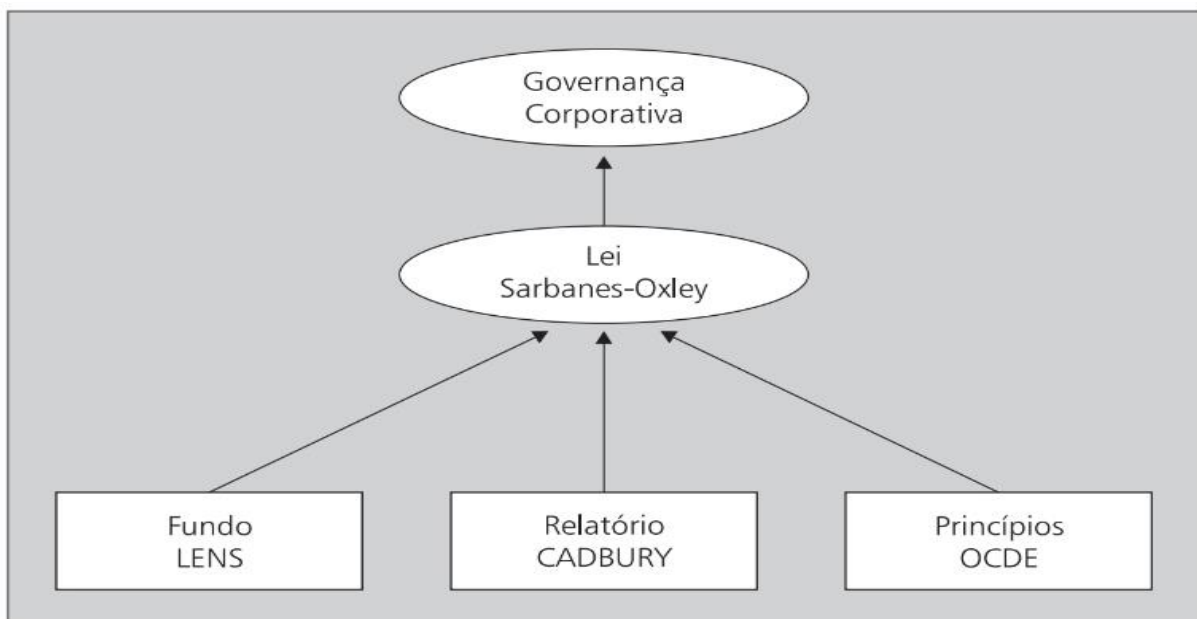 Governança
Corporativa
Lei
Sarbanes-Oxley
Fundo
LENS
Relatório
CADBURY
Princípios
OCDE